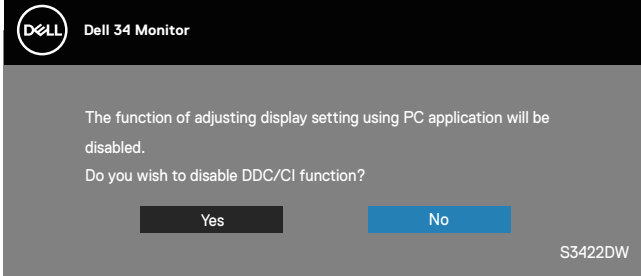 DELL Dell 34 Monitor
The function of adjusting display setting using PC application will be
disabled.
Do you wish to disable DDC/CI function?
Yes No
S3422DW